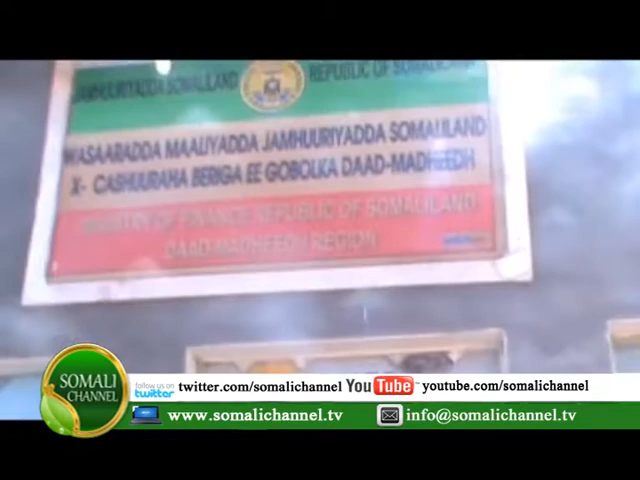 JAMHUURIYADDA SOMALILAND
REPUBLIC OF SOMALILAND
WASAARADDA MAALIYADDA JAMHUURIYADDA SOMALILAND
X- CASHUURAHA BERIGA EE GOBOLKA DAAD-MADHEEDH
MINISTRY OF FINANCE REPUBLIC OF SOMALILAND
DAAD-MADHEEDH REGION
SOMALI
CHANNEL
follow us on
twitter
twitter.com/somalichannel
YouTube
youtube.com/somalichannel
www.somalichannel.tv
info@somalichannel.tv